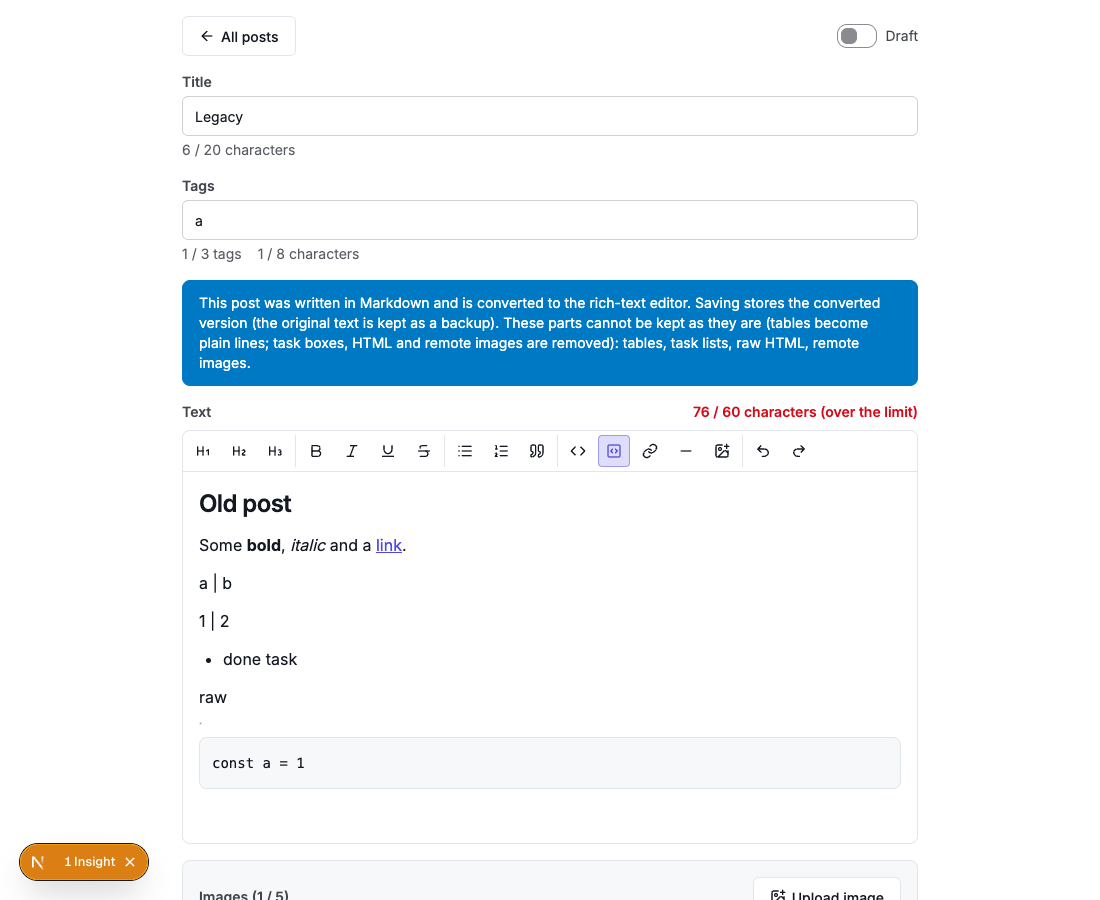 ← All posts
Draft
Title
Legacy
6 / 20 characters
Tags
a
1 / 3 tags 1 / 8 characters
This post was written in Markdown and is converted to the rich-text editor. Saving stores the converted
version (the original text is kept as a backup). These parts cannot be kept as they are (tables become
plain lines; task boxes, HTML and remote images are removed): tables, task lists, raw HTML, remote
images.
Text
76 / 60 characters (over the limit)
H1 H2 H3 B I U S
Old post
Some bold, italic and a link.
a | b
1 | 2
• done task
raw
const a = 1
N 1 Insight ×
Images (1 / 5)
Upload image